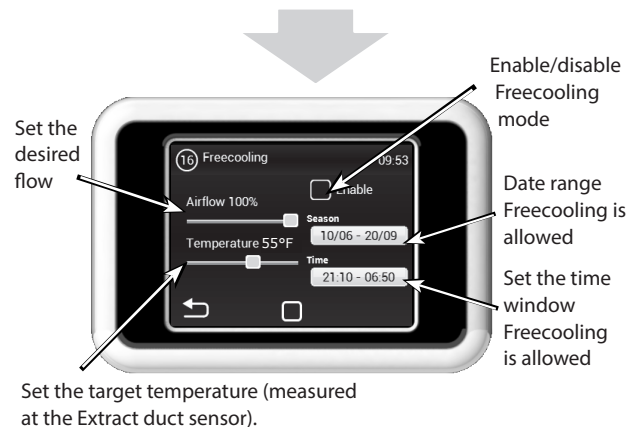 Enable/disable
Freecooling
mode
Set the
desired
flow
16 Freecooling
09:53
Enable
Airflow 100%
Season
10/06 - 20/09
Temperature 55°F
Time
21:10 - 06:50
Date range
Freecooling is
allowed
Set the time
window
Freecooling
is allowed
Set the target temperature (measured
at the Extract duct sensor).